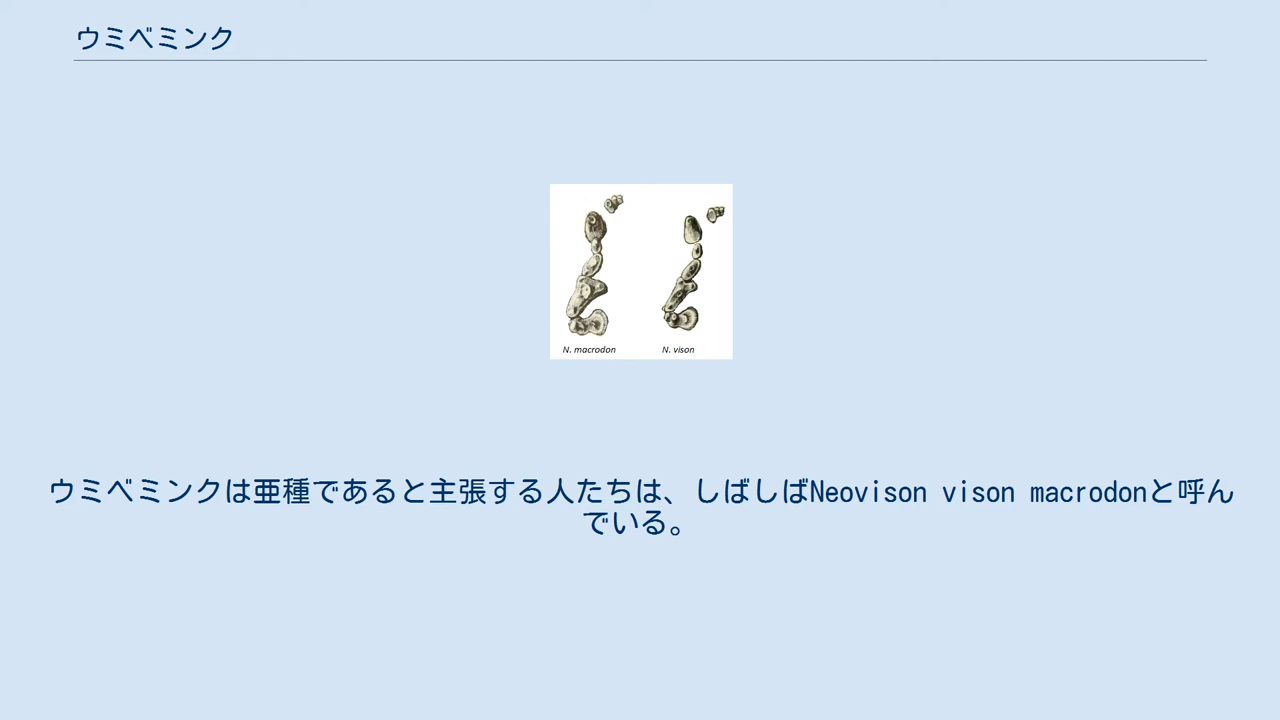 ウミベミンク
N. macrodon
N. vison
ウミベミンクは亜種であると主張する人たちは、しばしばNeovison vison macrodonと呼ん
でいる。